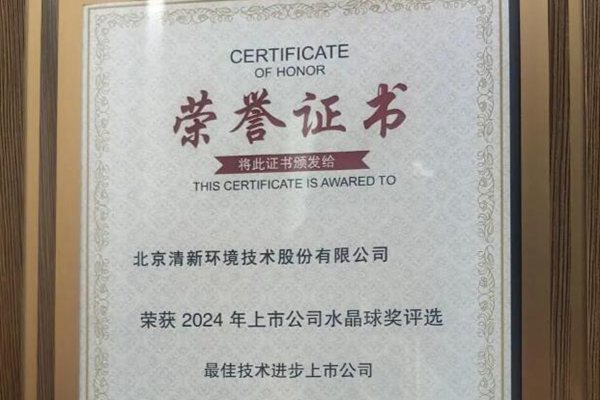 CERTIFICATE
OF HONOR
荣誉证书
将此证书颁发给
THIS CERTIFICATE IS AWARED TO
北京清新环境技术股份有限公司
荣获 2024 年上市公司水晶球奖评选
最佳技术进步上市公司